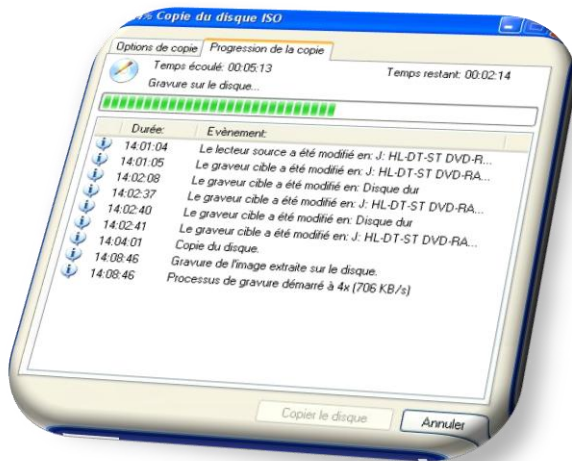 % Copie du disque ISO
Options de copie Progression de la copie
Temps écoulé: 00:05:13 Temps restant: 00:02:14
Gravure sur le disque...
Durée: Evènement:
14:01:04 Le lecteur source a été modifié en: J: HL-DT-ST DVD-R...
14:01:05 Le graveur cible a été modifié en: J: HL-DT-ST DVD-RA...
14:02:08 Le graveur cible a été modifié en: Disque dur
14:02:37 Le graveur cible a été modifié en: J: HL-DT-ST DVD-RA...
14:02:40 Le graveur cible a été modifié en: Disque dur
14:02:41 Le graveur cible a été modifié en: J: HL-DT-ST DVD-RA...
14:04:01 Copie du disque.
14:08:46 Gravure de l'image extraite sur le disque.
14:08:46 Processus de gravure démarré à 4x (706 KB/s)
Copier le disque Annuler